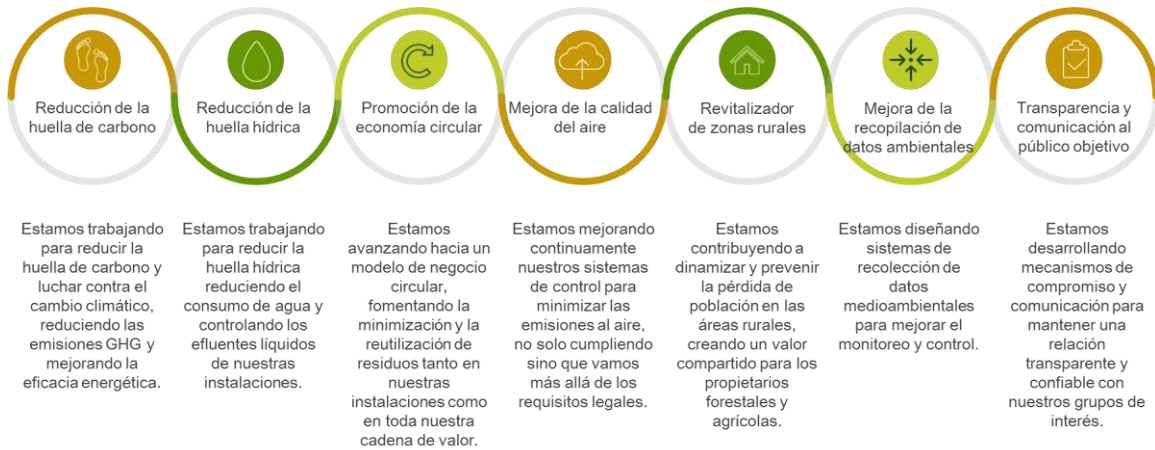 Reducción de la
huella de carbono
Reducción de la
huella hídrica
Promoción de la
economía circular
Mejora de la calidad
del aire
Revitalizador
de zonas rurales
Mejora de la
recopilación de
datos ambientales
Transparencia y
comunicación al
público objetivo
Estamos trabajando
para reducir la
huella de carbono y
luchar contra el
cambio climático,
reduciendo las
emisiones GHG y
mejorando la
eficacia energética.
Estamos trabajando
para reducir la
huella hídrica
reduciendo el
consumo de agua y
controlando los
efluentes líquidos
de nuestras
instalaciones.
Estamos
avanzando hacia un
modelo de negocio
circular,
fomentando la
minimización y la
reutilización de
residuos tanto en
nuestras
instalaciones como
en toda nuestra
cadena de valor.
Estamos mejorando
continuamente
nuestros sistemas
de control para
minimizar las
emisiones al aire,
no solo cumpliendo
sino que vamos
más allá de los
requisitos legales.
Estamos
contribuyendo a
dinamizar y prevenir
la pérdida de
población en las
áreas rurales,
creando un valor
compartido para los
propietarios
forestales y
agrícolas.
Estamos diseñando
sistemas de
recolección de
datos
medioambientales
para mejorar el
monitoreo y control.
Estamos
desarrollando
mecanismos de
compromiso y
comunicación para
mantener una
relación
transparente y
confiable con
nuestros grupos de
interés.